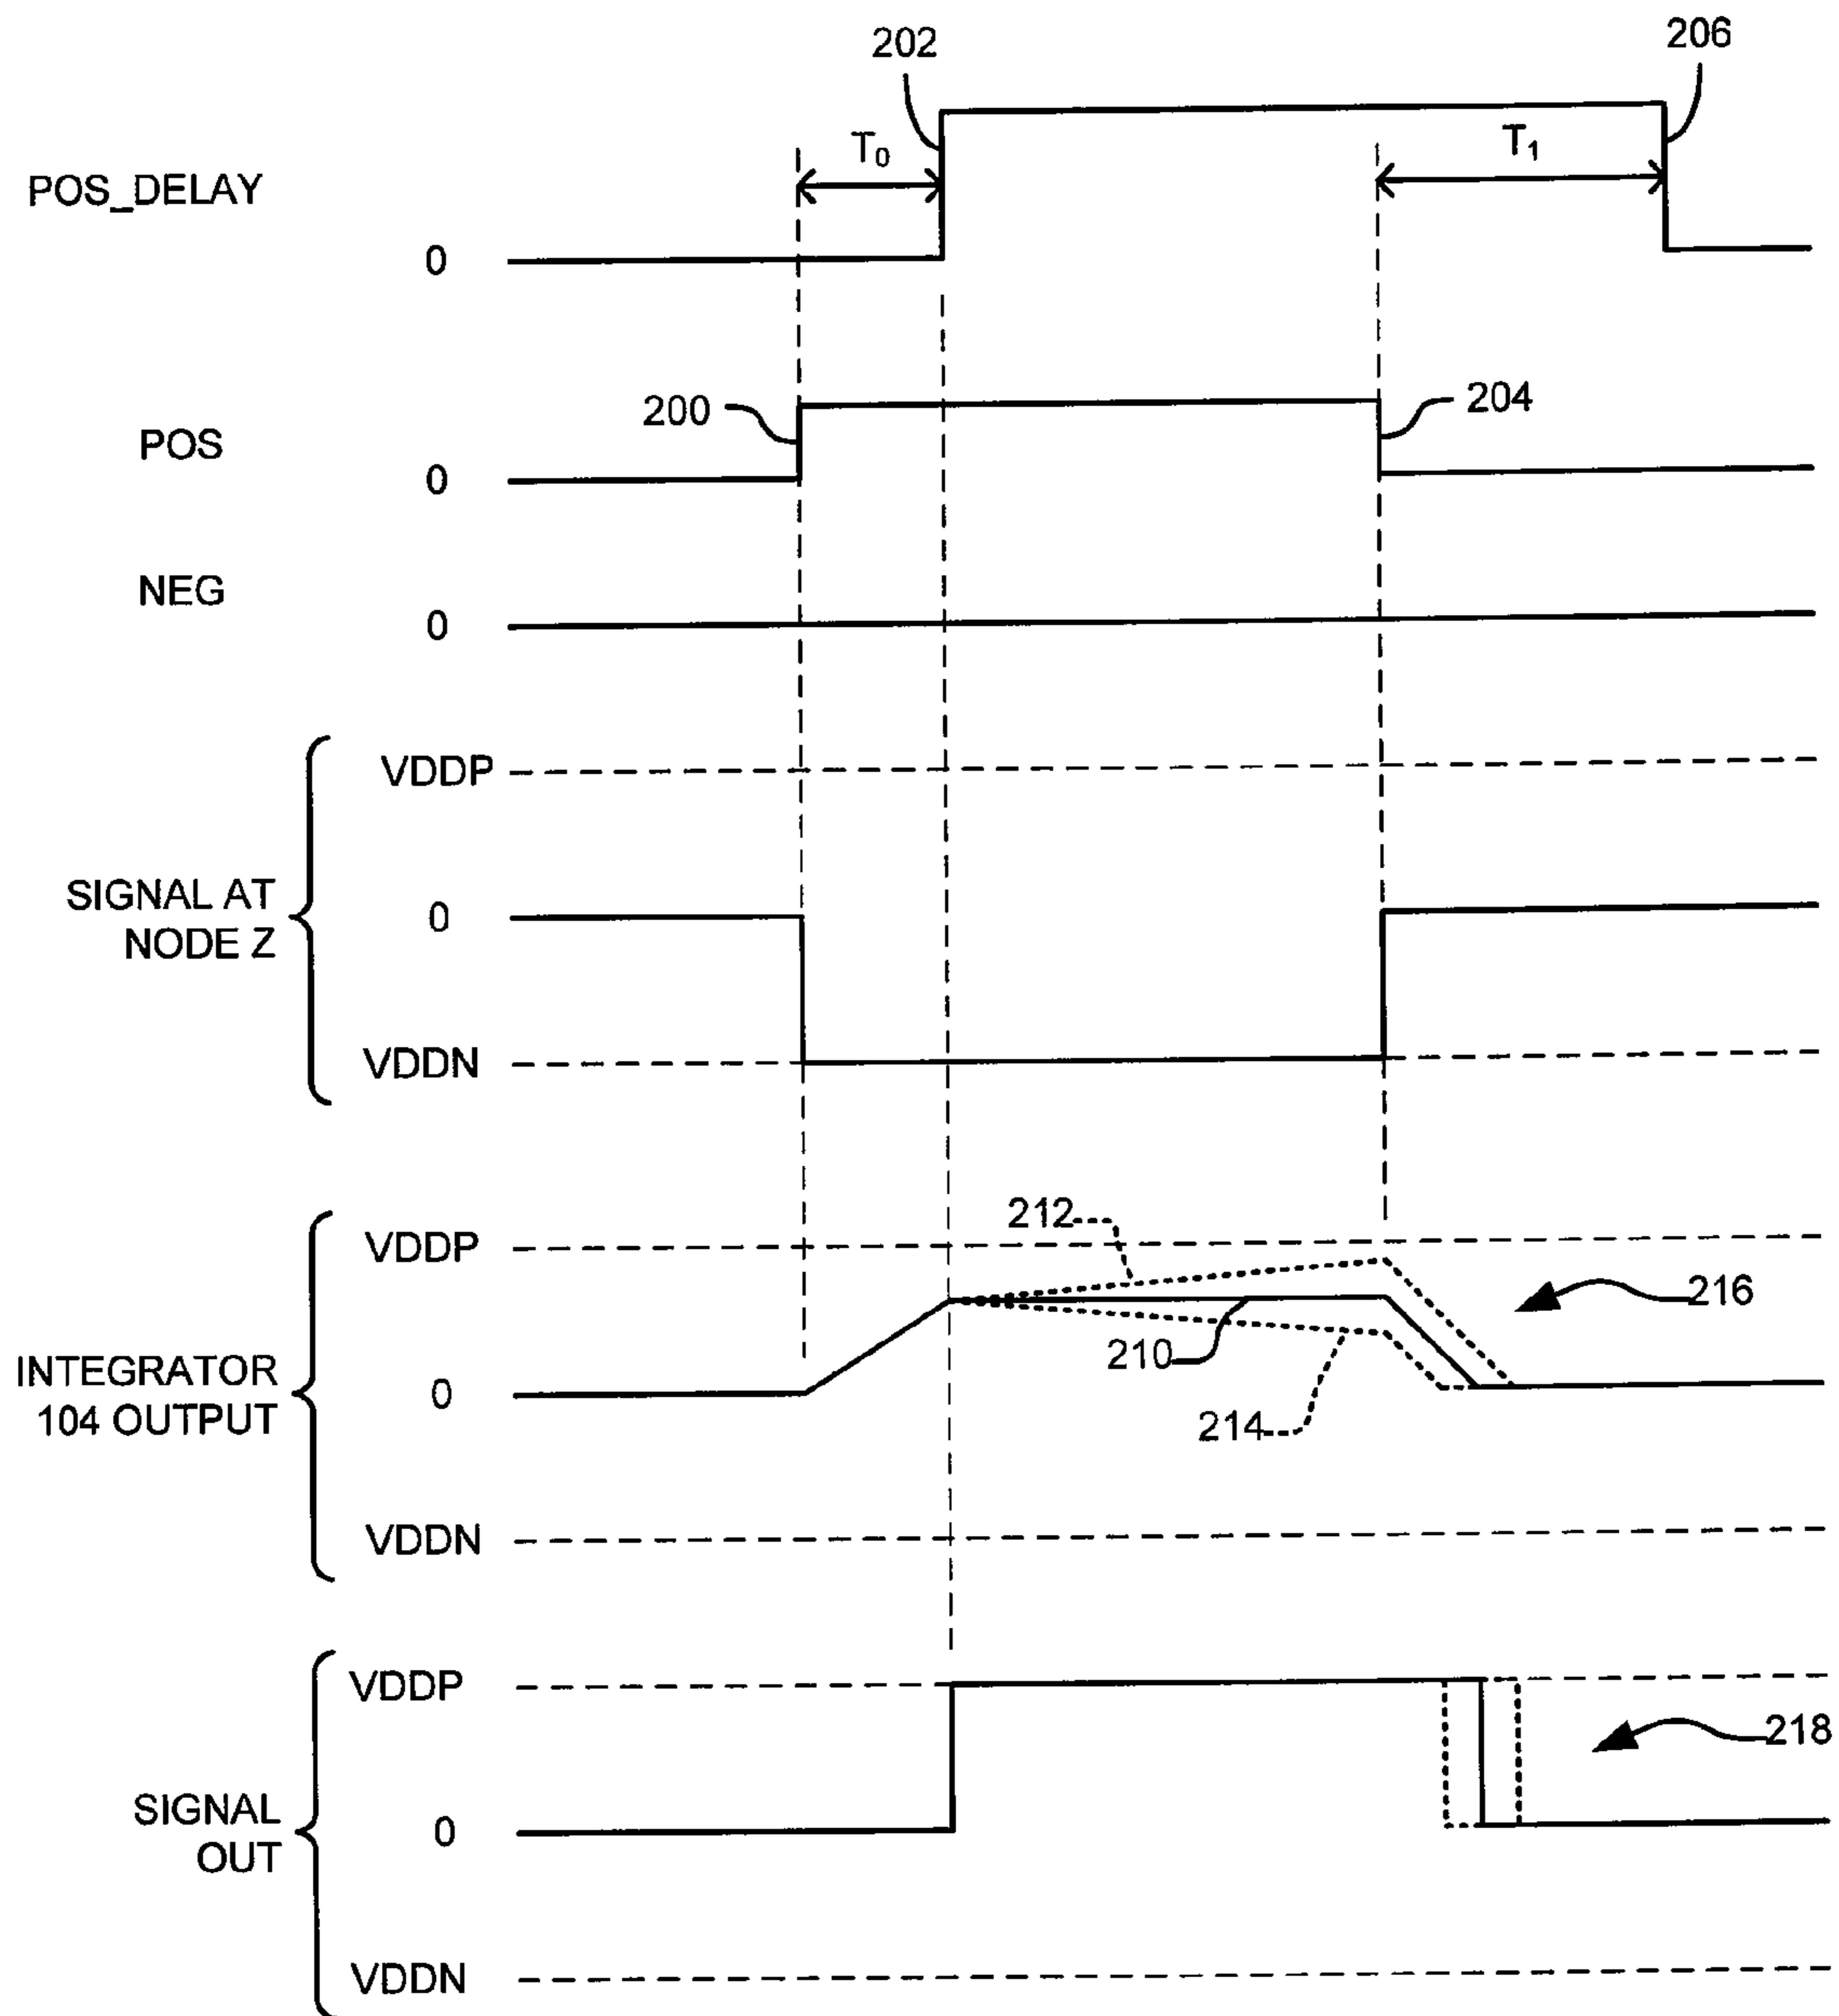 202
206
T0
T1
POS_DELAY
0
200
204
POS
0
NEG
0
VDDP
SIGNAL AT
NODE Z
0
VDDN
212
VDDP
216
INTEGRATOR
104 OUTPUT
210
0
214
VDDN
VDDP
218
SIGNAL
OUT
0
VDDN